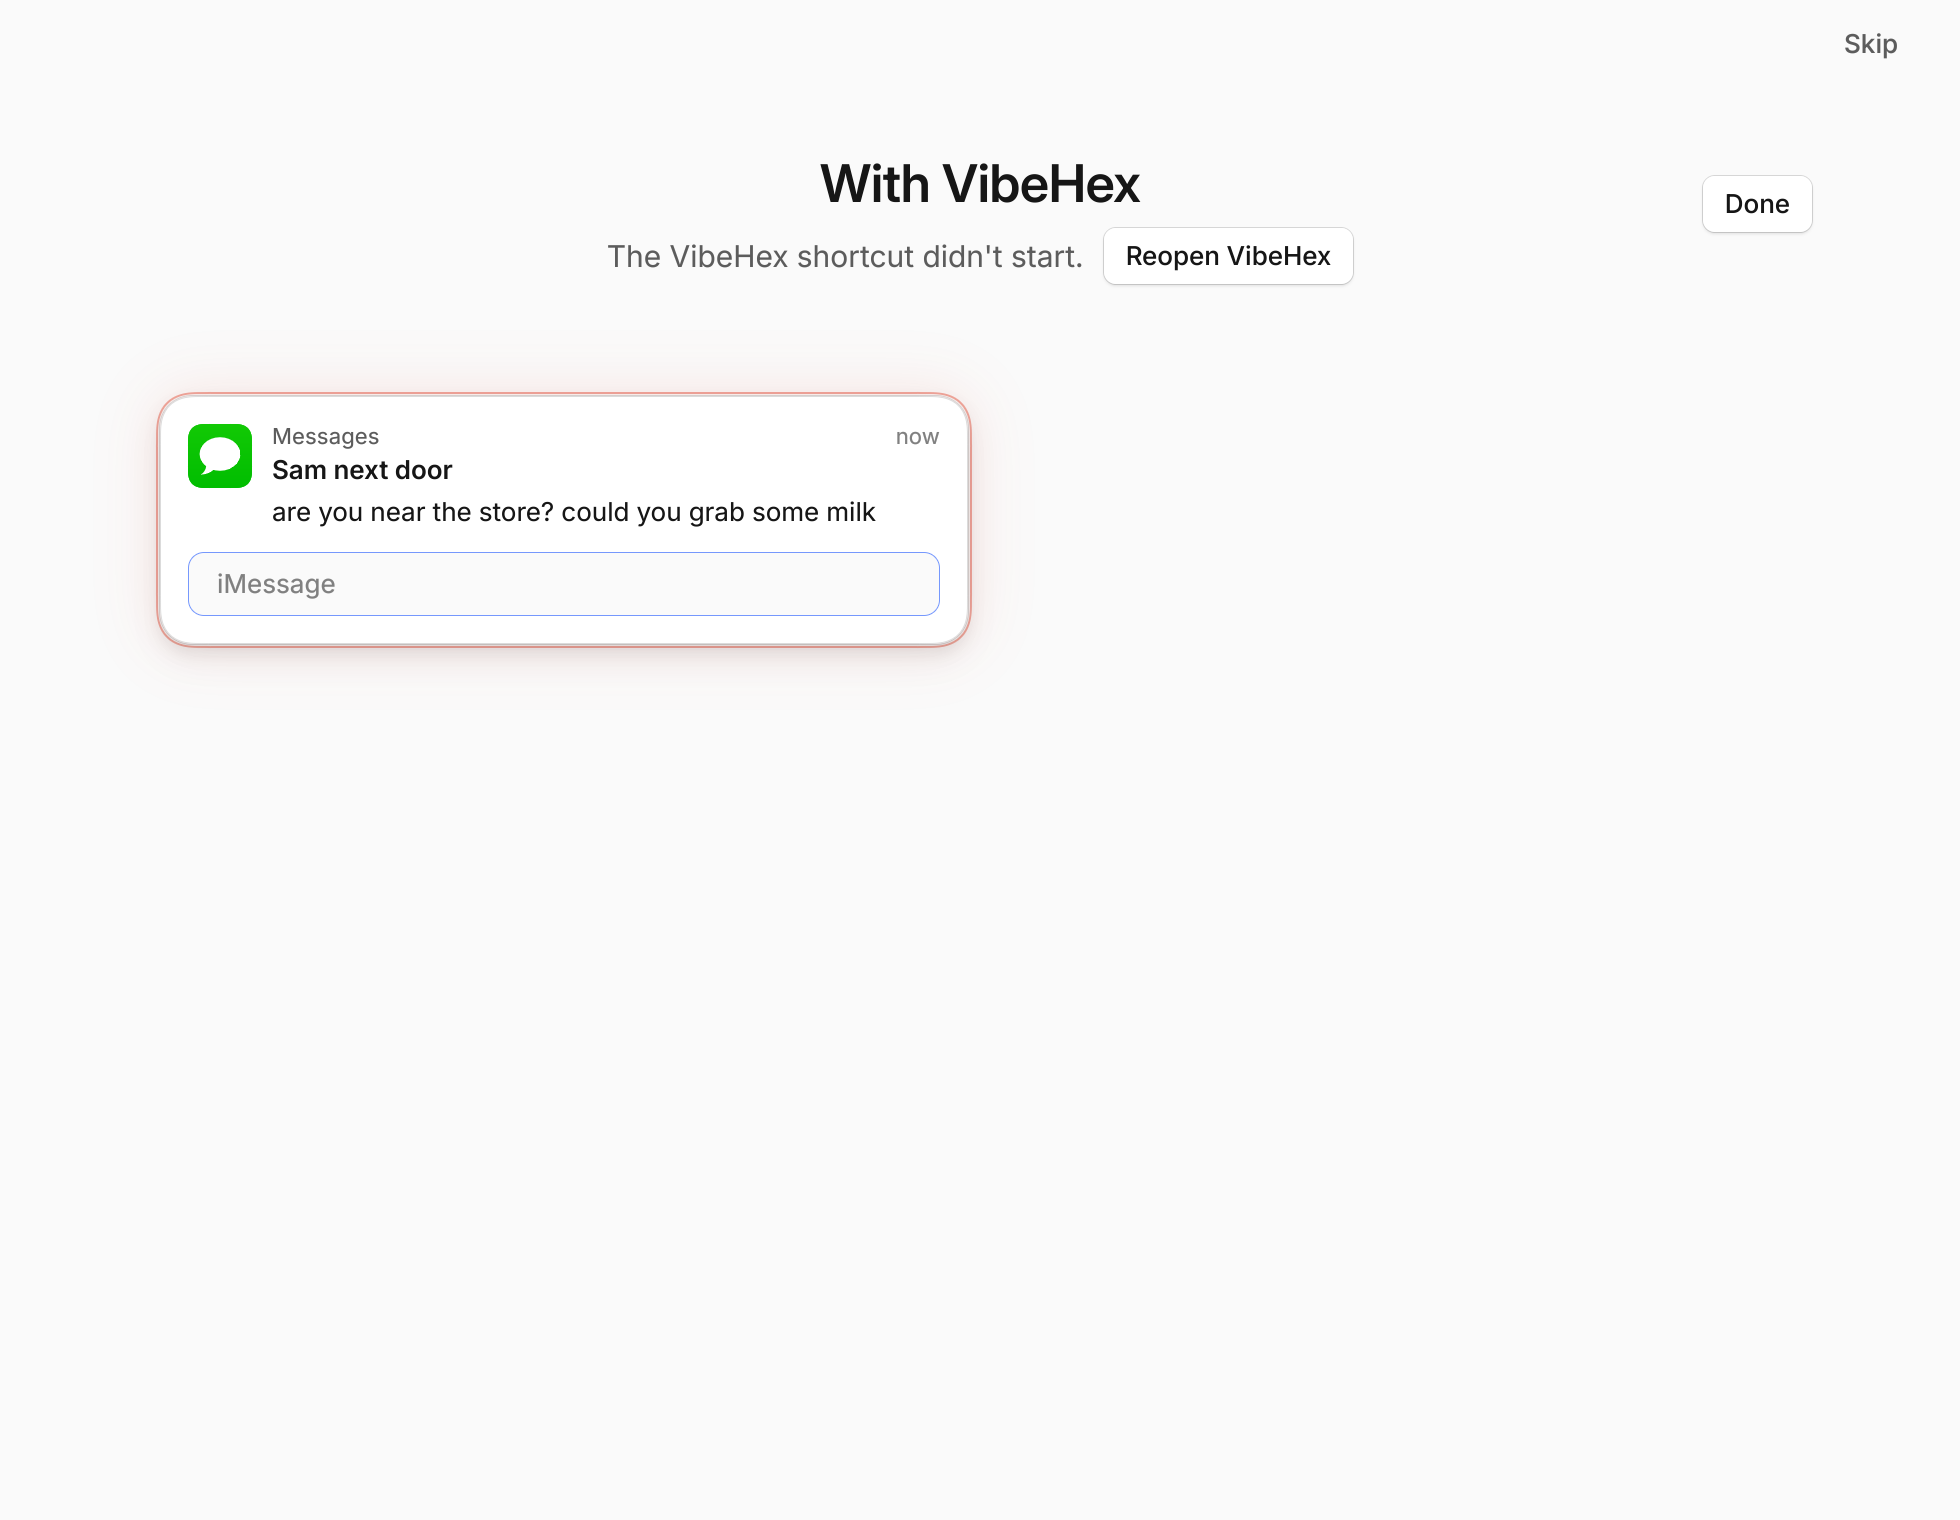 Skip
With VibeHex
Done
The VibeHex shortcut didn't start.
Reopen VibeHex
Messages
now
Sam next door
are you near the store? could you grab some milk
iMessage